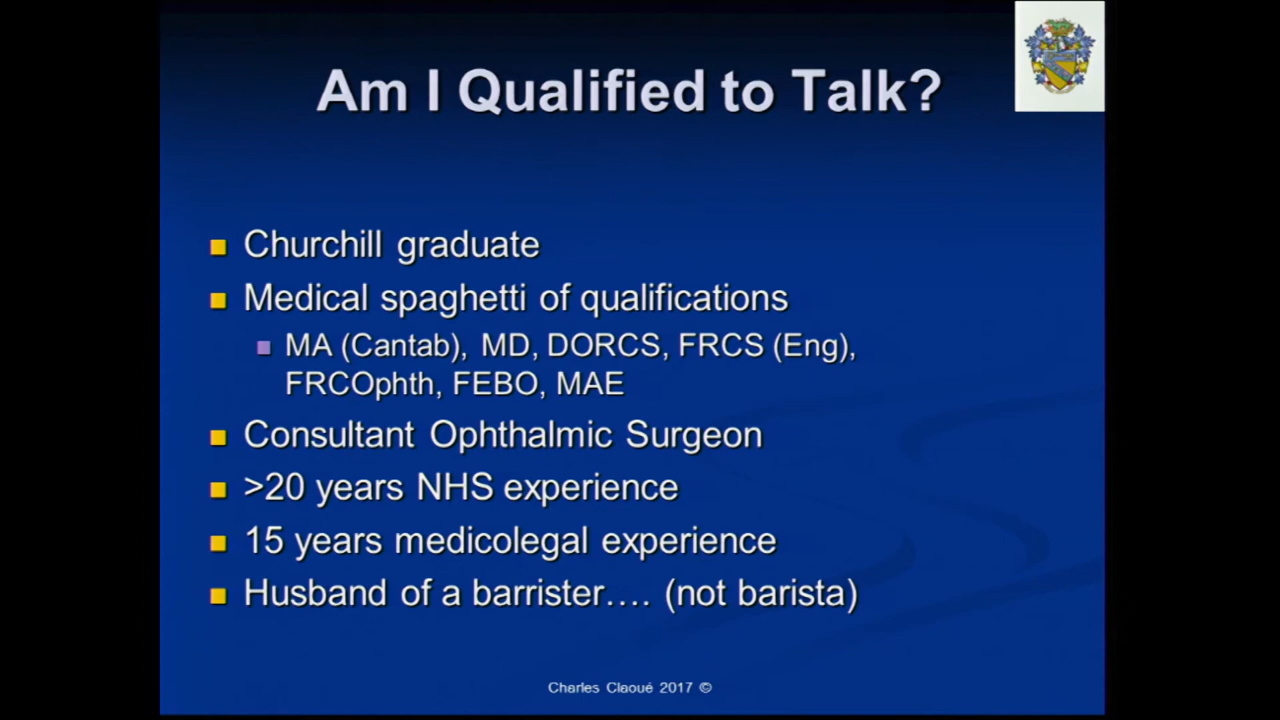 Am I Qualified to Talk?
Churchill graduate
Medical spaghetti of qualifications
MA (Cantab), MD, DORCS, FRCS (Eng),
FRCOphth, FEBO, MAE
Consultant Ophthalmic Surgeon
>20 years NHS experience
15 years medicolegal experience
Husband of a barrister.... (not barista)
Charles Claoué 2017 ©